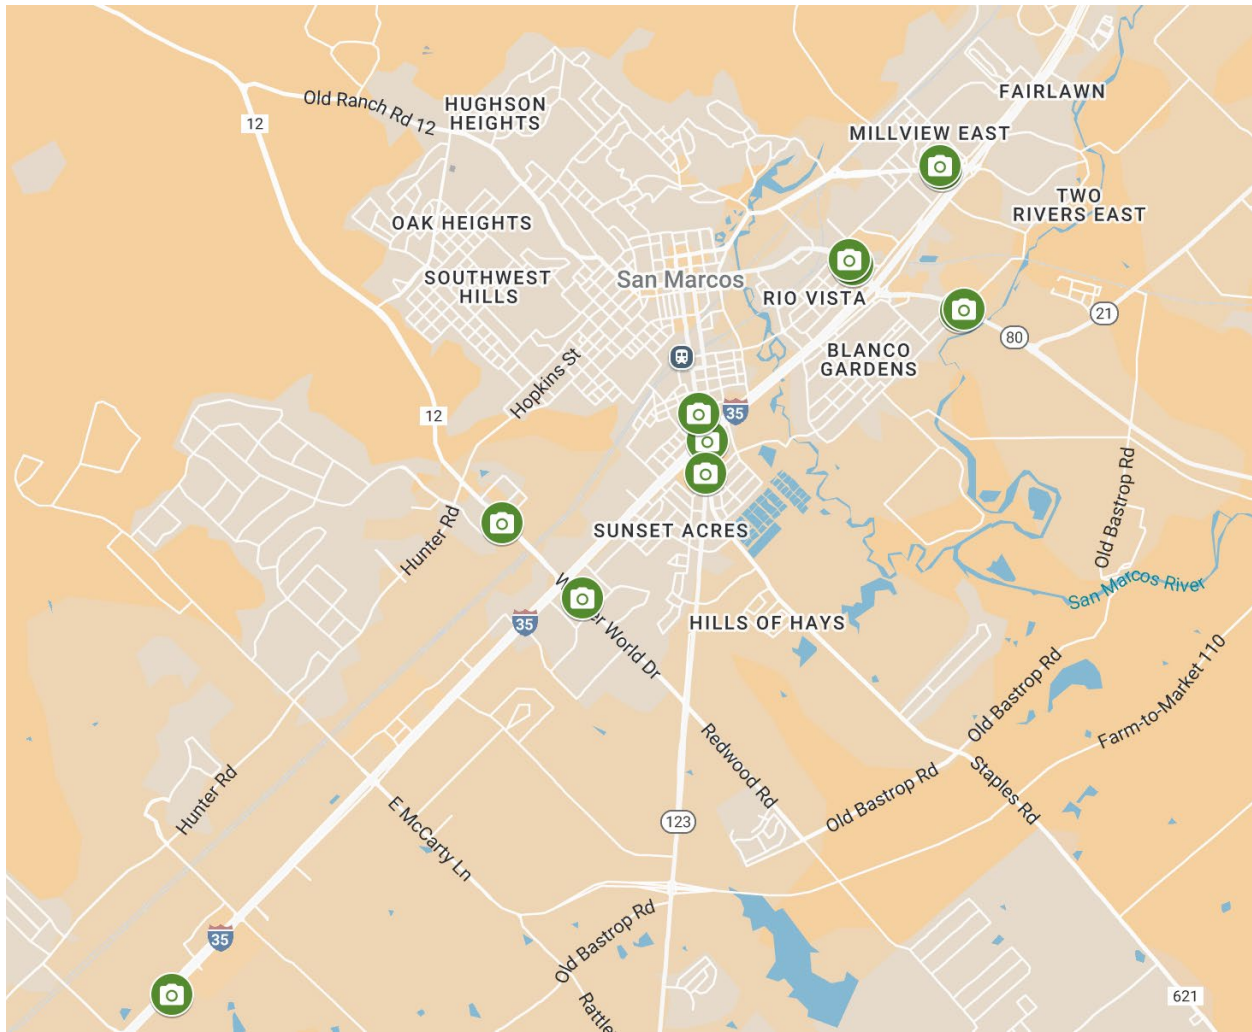 FAIRLAWN
Old Ranch Rd 12
HUGHSON
HEIGHTS
12
MILLVIEW EAST
TWO
RIVERS EAST
OAK HEIGHTS
SOUTHWEST
HILLS
San Marcos
RIO VISTA
21
80
BLANCO
GARDENS
Hopkins St
12
35
Old Bastrop Rd
Hunter Rd
SUNSET ACRES
San Marcos River
35
HILLS OF HAYS
er World Dr
Old Bastrop Rd
Farm-to-Market 110
Redwood Rd
Hunter Rd
Old Bastrop Rd
Staples Rd
E McCarty Ln
123
Old Bastrop Rd
35
Rattle
621